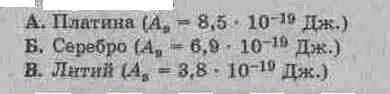 А. Платина (Aв = 8,5 · 10⁻¹⁹ Дж.)
Б. Серебро (Aв = 6,9 · 10⁻¹⁹ Дж.)
В. Литий (Aв = 3,8 · 10⁻¹⁹ Дж.)